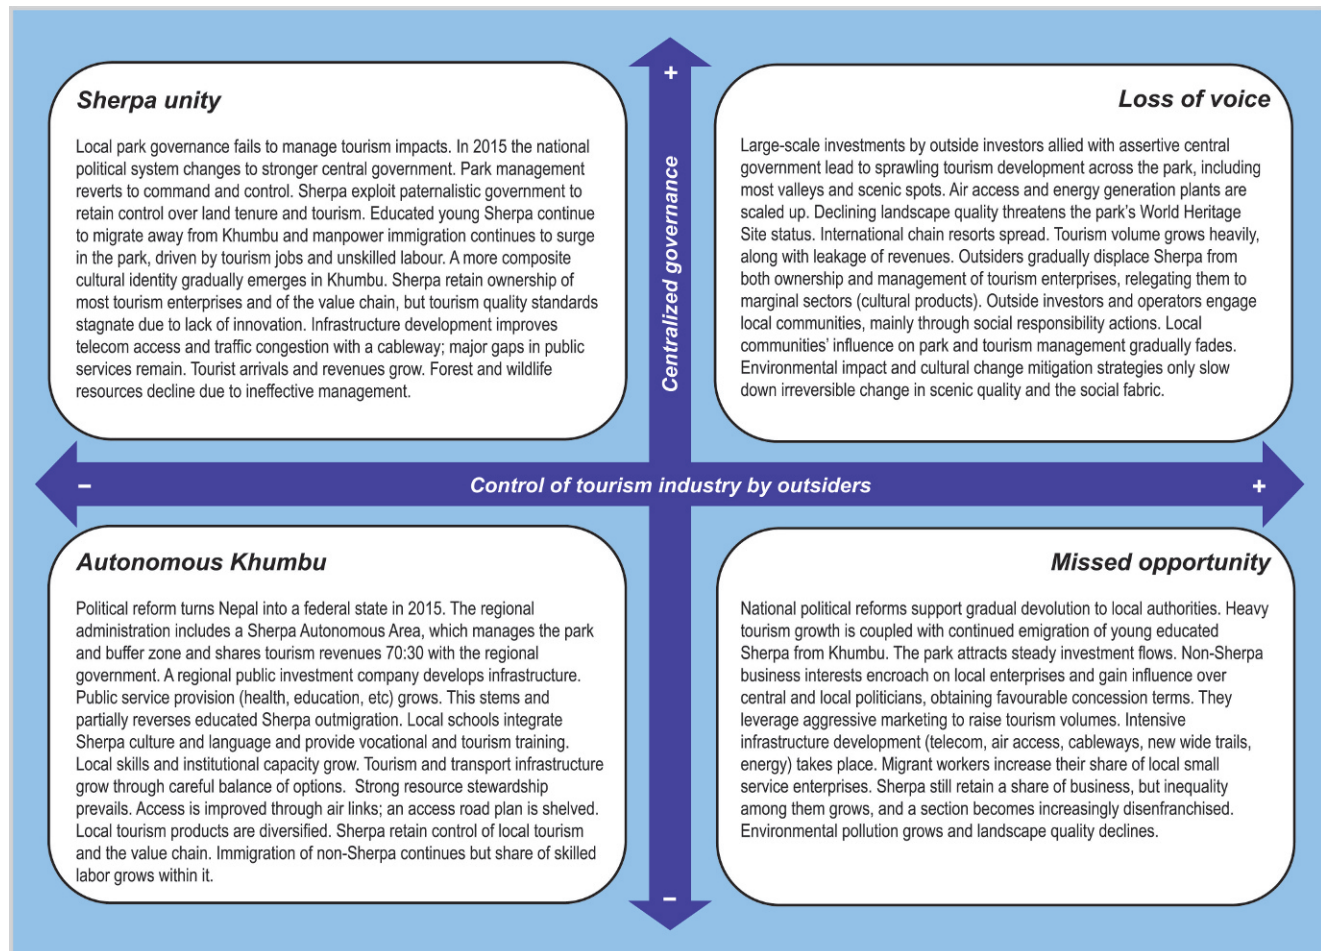 Sherpa unity
Local park governance fails to manage tourism impacts. In 2015 the national
political system changes to stronger central government. Park management
reverts to command and control. Sherpa exploit paternalistic government to
retain control over land tenure and tourism. Educated young Sherpa continue
to migrate away from Khumbu and manpower immigration continues to surge
in the park, driven by tourism jobs and unskilled labour. A more composite
cultural identity gradually emerges in Khumbu. Sherpa retain ownership of
most tourism enterprises and of the value chain, but tourism quality standards
stagnate due to lack of innovation. Infrastructure development improves
telecom access and traffic congestion with a cableway; major gaps in public
services remain. Tourist arrivals and revenues grow. Forest and wildlife
resources decline due to ineffective management.
+
Centralized governance
Loss of voice
Large-scale investments by outside investors allied with assertive central
government lead to sprawling tourism development across the park, including
most valleys and scenic spots. Air access and energy generation plants are
scaled up. Declining landscape quality threatens the park's World Heritage
Site status. International chain resorts spread. Tourism volume grows heavily,
along with leakage of revenues. Outsiders gradually displace Sherpa from
both ownership and management of tourism enterprises, relegating them to
marginal sectors (cultural products). Outside investors and operators engage
local communities, mainly through social responsibility actions. Local
communities' influence on park and tourism management gradually fades.
Environmental impact and cultural change mitigation strategies only slow
down irreversible change in scenic quality and the social fabric.
–
Control of tourism industry by outsiders
+
Autonomous Khumbu
Political reform turns Nepal into a federal state in 2015. The regional
administration includes a Sherpa Autonomous Area, which manages the park
and buffer zone and shares tourism revenues 70:30 with the regional
government. A regional public investment company develops infrastructure.
Public service provision (health, education, etc) grows. This stems and
partially reverses educated Sherpa outmigration. Local schools integrate
Sherpa culture and language and provide vocational and tourism training.
Local skills and institutional capacity grow. Tourism and transport infrastructure
grow through careful balance of options. Strong resource stewardship
prevails. Access is improved through air links; an access road plan is shelved.
Local tourism products are diversified. Sherpa retain control of local tourism
and the value chain. Immigration of non-Sherpa continues but share of skilled
labor grows within it.
Missed opportunity
National political reforms support gradual devolution to local authorities. Heavy
tourism growth is coupled with continued emigration of young educated
Sherpa from Khumbu. The park attracts steady investment flows. Non-Sherpa
business interests encroach on local enterprises and gain influence over
central and local politicians, obtaining favourable concession terms. They
leverage aggressive marketing to raise tourism volumes. Intensive
infrastructure development (telecom, air access, cableways, new wide trails,
energy) takes place. Migrant workers increase their share of local small
service enterprises. Sherpa still retain a share of business, but inequality
among them grows, and a section becomes increasingly disenfranchised.
Environmental pollution grows and landscape quality declines.
–